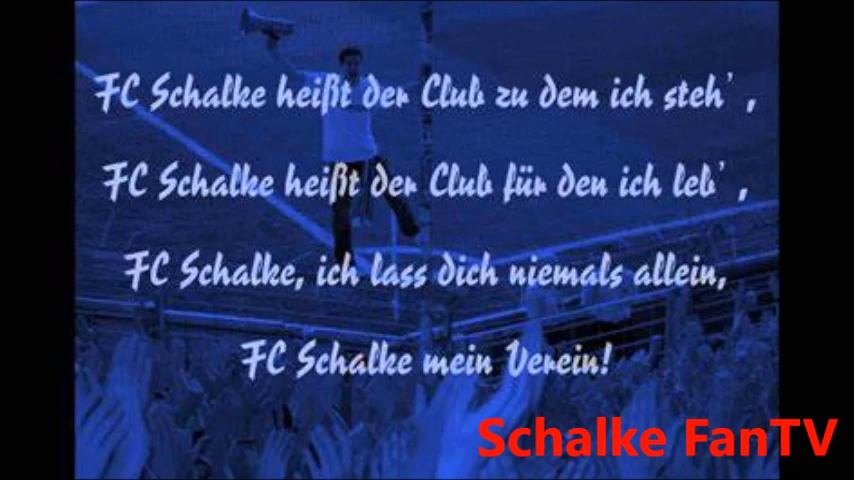 FC Schalke heißt der Club zu dem ich steh' ,
FC Schalke heißt der Club für den ich leb' ,
FC Schalke, ich lass dich niemals allein,
FC Schalke mein Verein!
Schalke FanTV